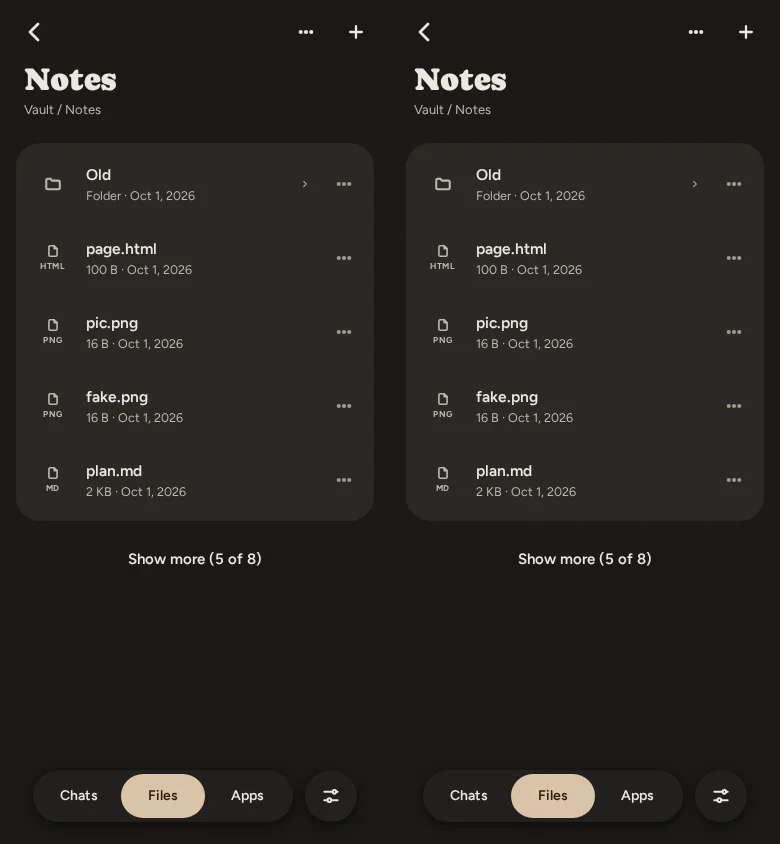 Notes
Vault / Notes
Old
Folder · Oct 1, 2026
HTML
page.html
100 B · Oct 1, 2026
PNG
pic.png
16 B · Oct 1, 2026
PNG
fake.png
16 B · Oct 1, 2026
MD
plan.md
2 KB · Oct 1, 2026
Show more (5 of 8)
Chats
Files
Apps
Notes
Vault / Notes
Old
Folder · Oct 1, 2026
HTML
page.html
100 B · Oct 1, 2026
PNG
pic.png
16 B · Oct 1, 2026
PNG
fake.png
16 B · Oct 1, 2026
MD
plan.md
2 KB · Oct 1, 2026
Show more (5 of 8)
Chats
Files
Apps